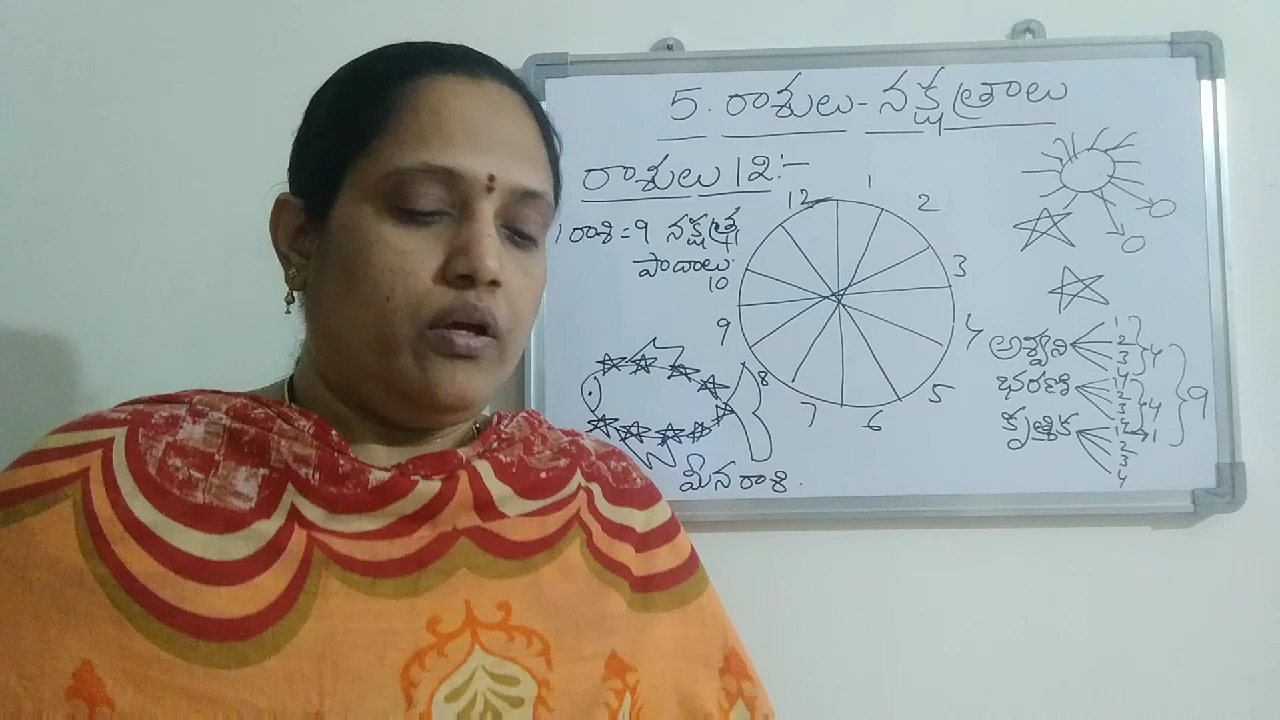 5. రాశులు - నక్షత్రాలు
రాశులు 12:-
1 రాశి = 9 నక్షత్ర
పాదాలు.
12 1 2
3
10
9 4
8 5
7 6
అశ్వని 1 2 3 4 } 4
భరణి 1 2 3 4 } 4 } 9
కృత్తిక 1 → 1
2
3
4
మీనరాశి.